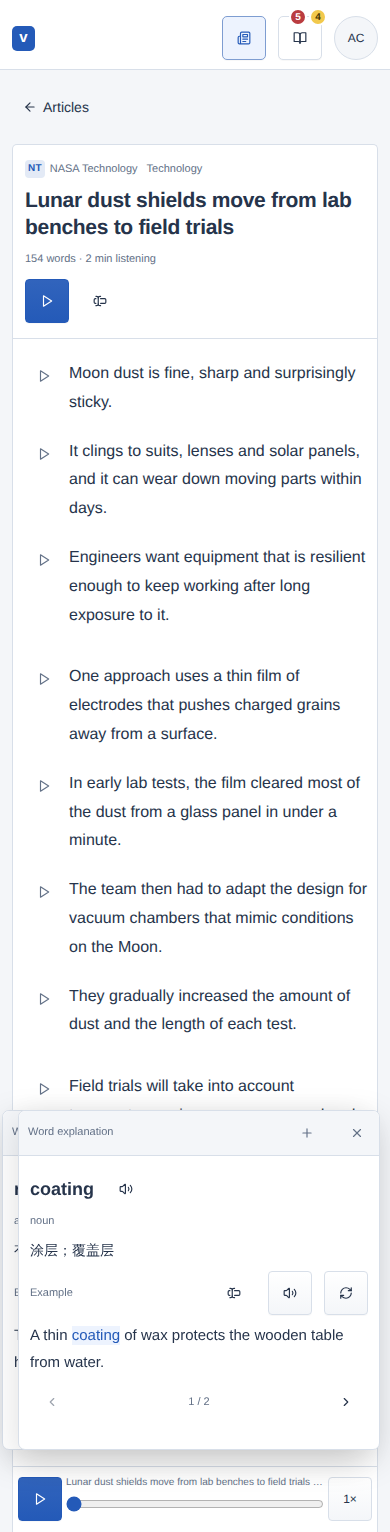 V
5
4
AC
Articles
NT NASA Technology Technology
Lunar dust shields move from lab
benches to field trials
154 words · 2 min listening
Moon dust is fine, sharp and surprisingly
sticky.
It clings to suits, lenses and solar panels,
and it can wear down moving parts within
days.
Engineers want equipment that is resilient
enough to keep working after long
exposure to it.
One approach uses a thin film of
electrodes that pushes charged grains
away from a surface.
In early lab tests, the film cleared most of
the dust from a glass panel in under a
minute.
The team then had to adapt the design for
vacuum chambers that mimic conditions
on the Moon.
They gradually increased the amount of
dust and the length of each test.
Field trials will take into account
Word explanation
coating
noun
涂层；覆盖层
Example
A thin coating of wax protects the wooden table
from water.
1 / 2
Lunar dust shields move from lab benches to field trials ...
1×